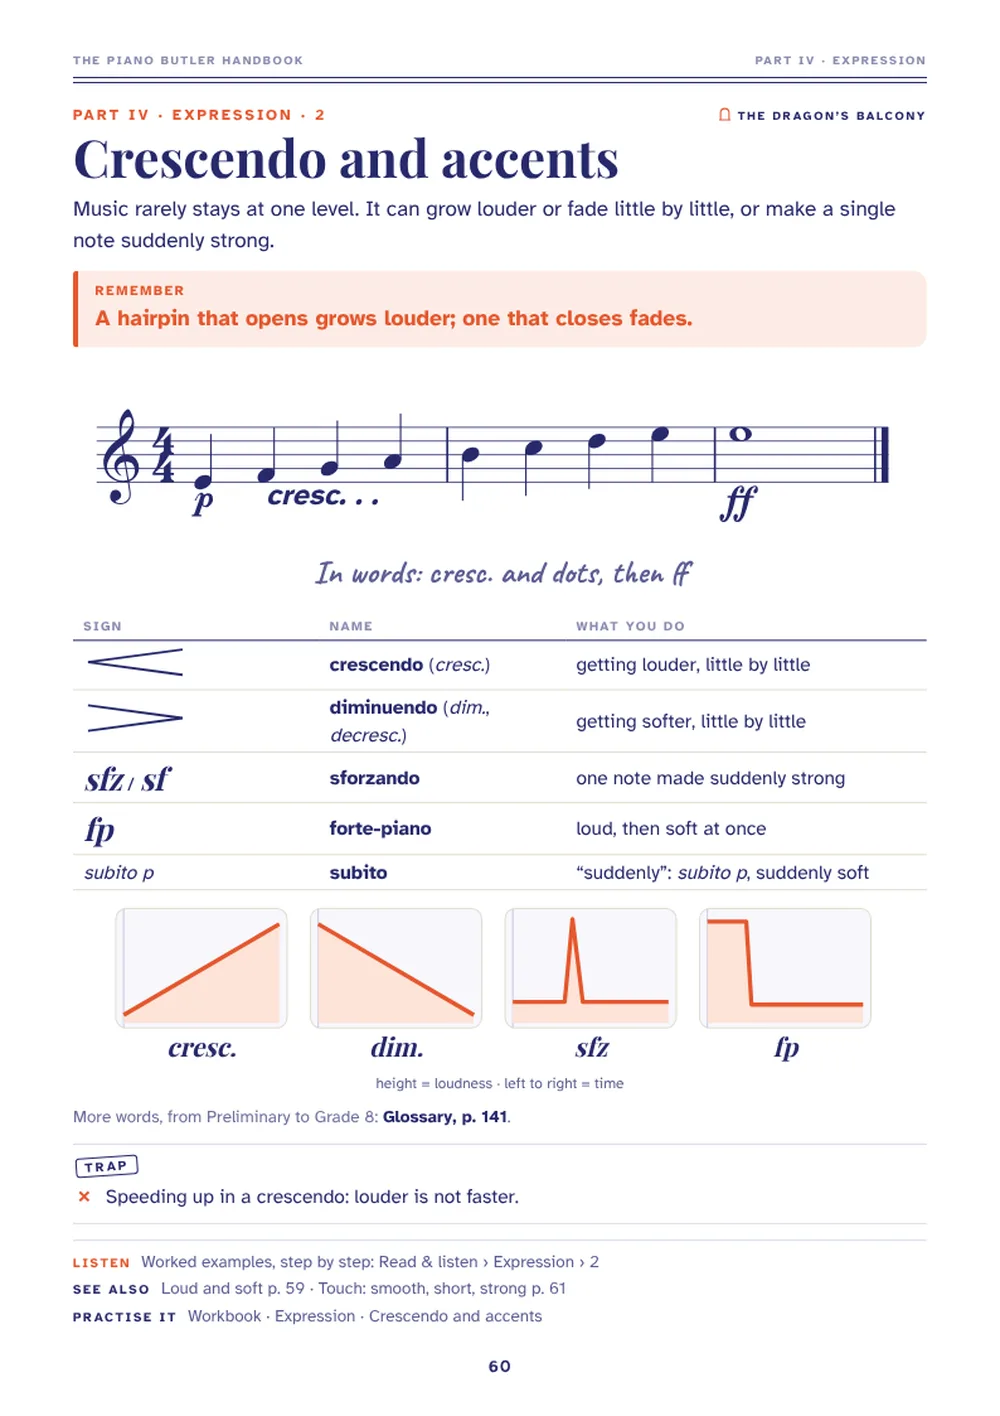 THE PIANO BUTLER HANDBOOK
PART IV · EXPRESSION
PART IV · EXPRESSION · 2
THE DRAGON’S BALCONY
Crescendo and accents
Music rarely stays at one level. It can grow louder or fade little by little, or make a single
note suddenly strong.
REMEMBER
A hairpin that opens grows louder; one that closes fades.
4
4
p cresc. . . ff
In words: cresc. and dots, then ff
SIGN NAME WHAT YOU DO
crescendo (cresc.) getting louder, little by little
diminuendo (dim.,
decresc.)
getting softer, little by little
sfz / sf sforzando one note made suddenly strong
fp forte-piano loud, then soft at once
subito p subito “suddenly”: subito p, suddenly soft
cresc. dim. sfz fp
height = loudness · left to right = time
More words, from Preliminary to Grade 8: Glossary, p. 141.
TRAP
× Speeding up in a crescendo: louder is not faster.
LISTEN Worked examples, step by step: Read & listen › Expression › 2
SEE ALSO Loud and soft p. 59 · Touch: smooth, short, strong p. 61
PRACTISE IT Workbook · Expression · Crescendo and accents
60